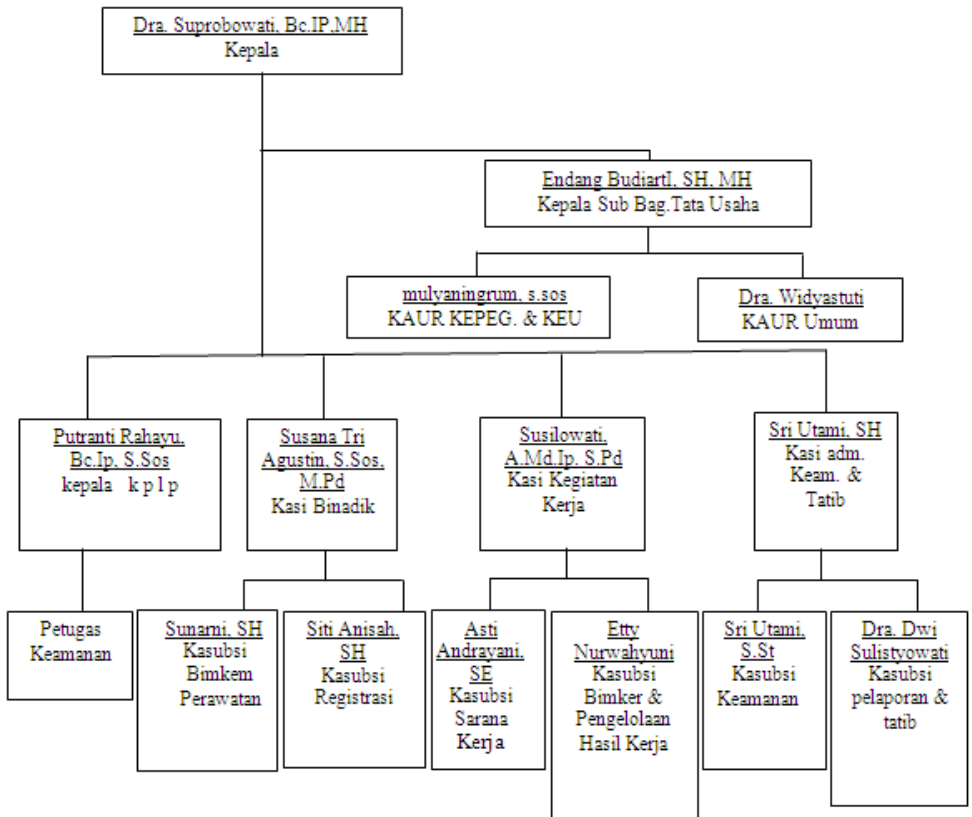 Dra. Suprobowati, Bc.IP,MH
Kepala
Endang BudiartI, SH, MH
Kepala Sub Bag.Tata Usaha
mulyaningrum, s.sos
KAUR KEPEG. & KEU
Dra. Widyastuti
KAUR Umum
Putranti Rahayu,
Bc.Ip, S.Sos
kepala k p l p
Susana Tri
Agustin, S.Sos,
M.Pd
Kasi Binadik
Susilowati,
A.Md.Ip, S.Pd
Kasi Kegiatan
Kerja
Sri Utami, SH
Kasi adm.
Keam. &
Tatib
Petugas
Keamanan
Sunarni, SH
Kasubsi
Bimkem
Perawatan
Siti Anisah,
SH
Kasubsi
Registrasi
Asti
Andrayani,
SE
Kasubsi
Sarana
Kerja
Etty
Nurwahyuni
Kasubsi
Bimker &
Pengelolaan
Hasil Kerja
Sri Utami,
S.St
Kasubsi
Keamanan
Dra. Dwi
Sulistyowati
Kasubsi
pelaporan &
tatib